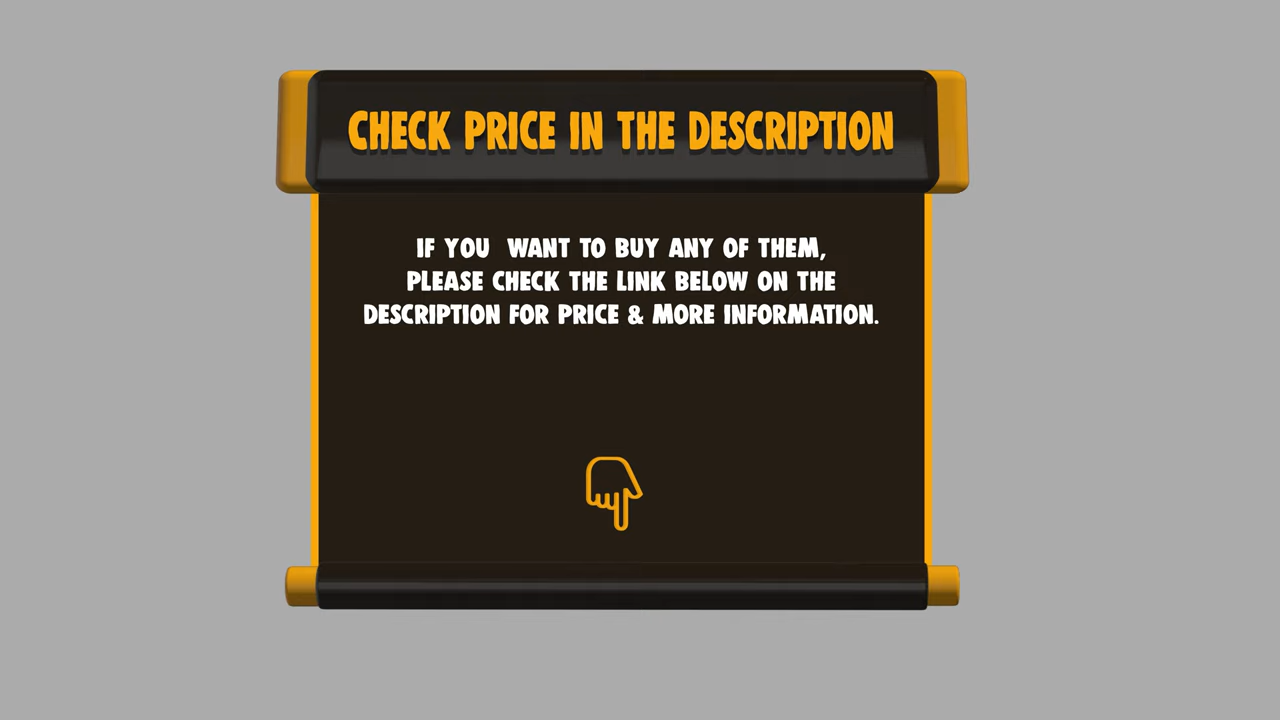 CHECK PRICE IN THE DESCRIPTION
IF YOU WANT TO BUY ANY OF THEM,
PLEASE CHECK THE LINK BELOW ON THE
DESCRIPTION FOR PRICE & MORE INFORMATION.